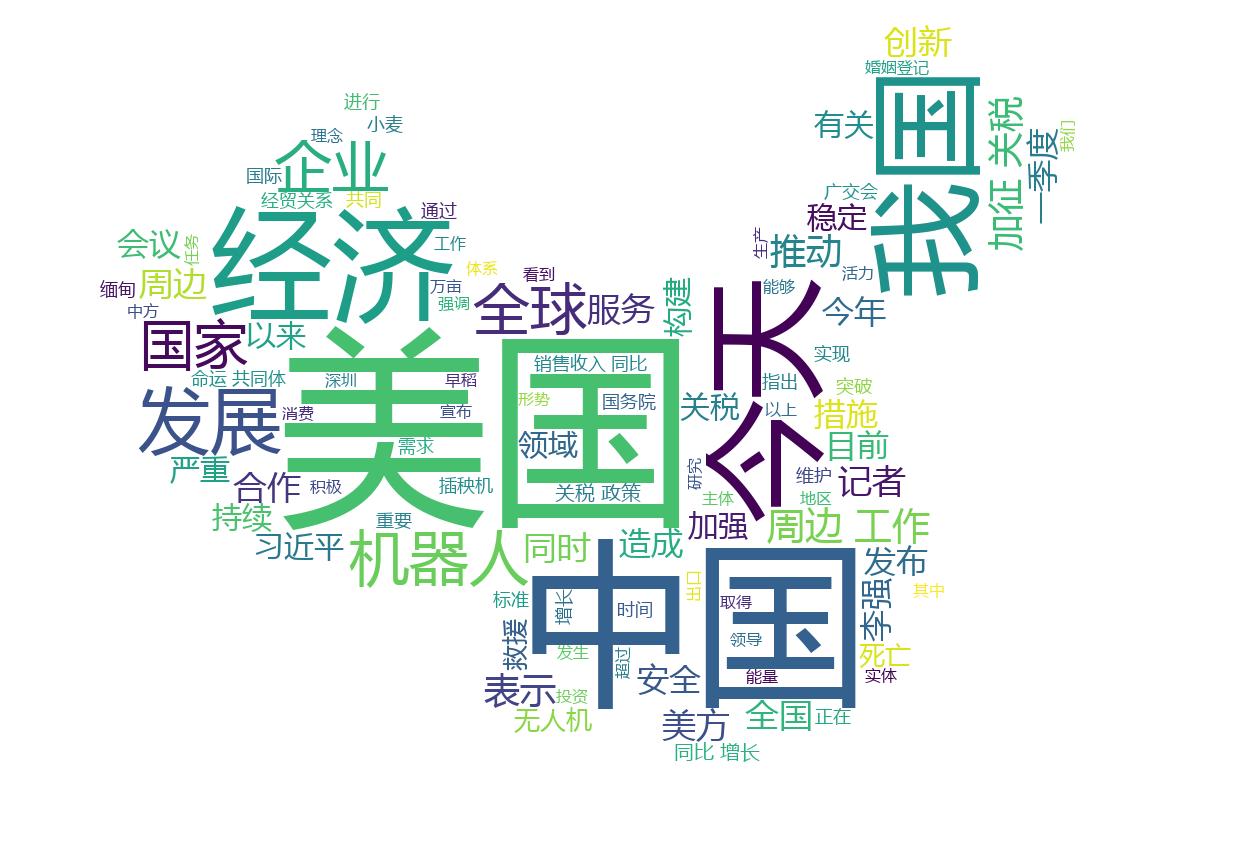 创新
婚姻登记
我国
有关
加征 关税
一季度
我们
进行
小麦
理念
企业
国际
经贸关系
共同
广交会
稳定
经济
通过
会议
任务
工作
生产
推动
周边
体系
看到
活力
缅甸
万亩
能够
中方
强调
全球
服务
构建
今天
今年
国家
以来
美国
销售收入 同比
实现
命运 共同体
深圳
早稻
指出
突破
发展
消费
宣布
形势
国务院
关税
以上
措施
需求
领域
目前
严重
合作
积极
插秧机
关税 政策
研究
维护
记者
主体
地区
持续
重要
加强
周边 工作
习近平
机器人
同时
造成
中国
发布
出口
李强
其中
标准
增长
时间
取得
救援
领导
发生
超过
死亡
表示
投资
安全
能量
实体
无人机
美方
全国
正在
同比 增长